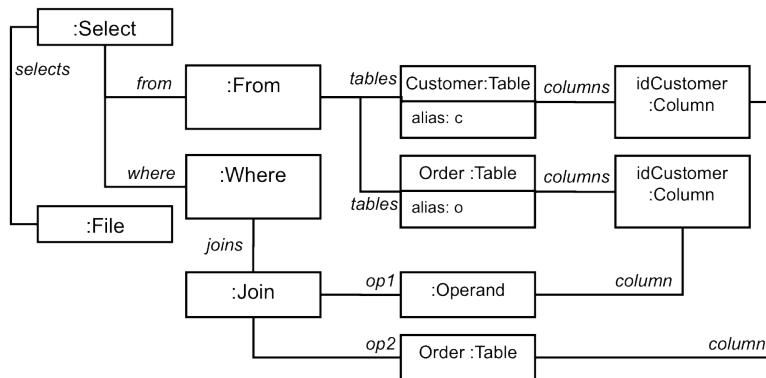 :Select
selects
from
:From
tables
Customer:Table
alias: c
columns
idCustomer
:Column
where
:Where
tables
Order :Table
alias: o
columns
idCustomer
:Column
:File
joins
:Join
op1
:Operand
column
op2
Order :Table
column